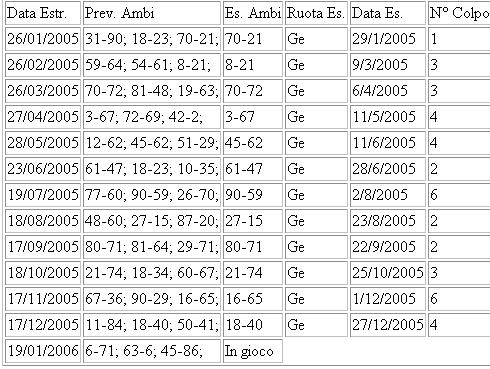 Data Estr. Prev. Ambi Es. Ambi Ruota Es. Data Es. N° Colpo
26/01/2005 31-90; 18-23; 70-21; 70-21 Ge 29/1/2005 1
26/02/2005 59-64; 54-61; 8-21; 8-21 Ge 9/3/2005 3
26/03/2005 70-72; 81-48; 19-63; 70-72 Ge 6/4/2005 3
27/04/2005 3-67; 72-69; 42-2; 3-67 Ge 11/5/2005 4
28/05/2005 12-62; 45-62; 51-29; 45-62 Ge 11/6/2005 4
23/06/2005 61-47; 18-23; 10-35; 61-47 Ge 28/6/2005 2
19/07/2005 77-60; 90-59; 26-70; 90-59 Ge 2/8/2005 6
18/08/2005 48-60; 27-15; 87-20; 27-15 Ge 23/8/2005 2
17/09/2005 80-71; 81-64; 29-71; 80-71 Ge 22/9/2005 2
18/10/2005 21-74; 18-34; 60-67; 21-74 Ge 25/10/2005 3
17/11/2005 67-36; 90-29; 16-65; 16-65 Ge 1/12/2005 6
17/12/2005 11-84; 18-40; 50-41; 18-40 Ge 27/12/2005 4
19/01/2006 6-71; 63-6; 45-86; In gioco